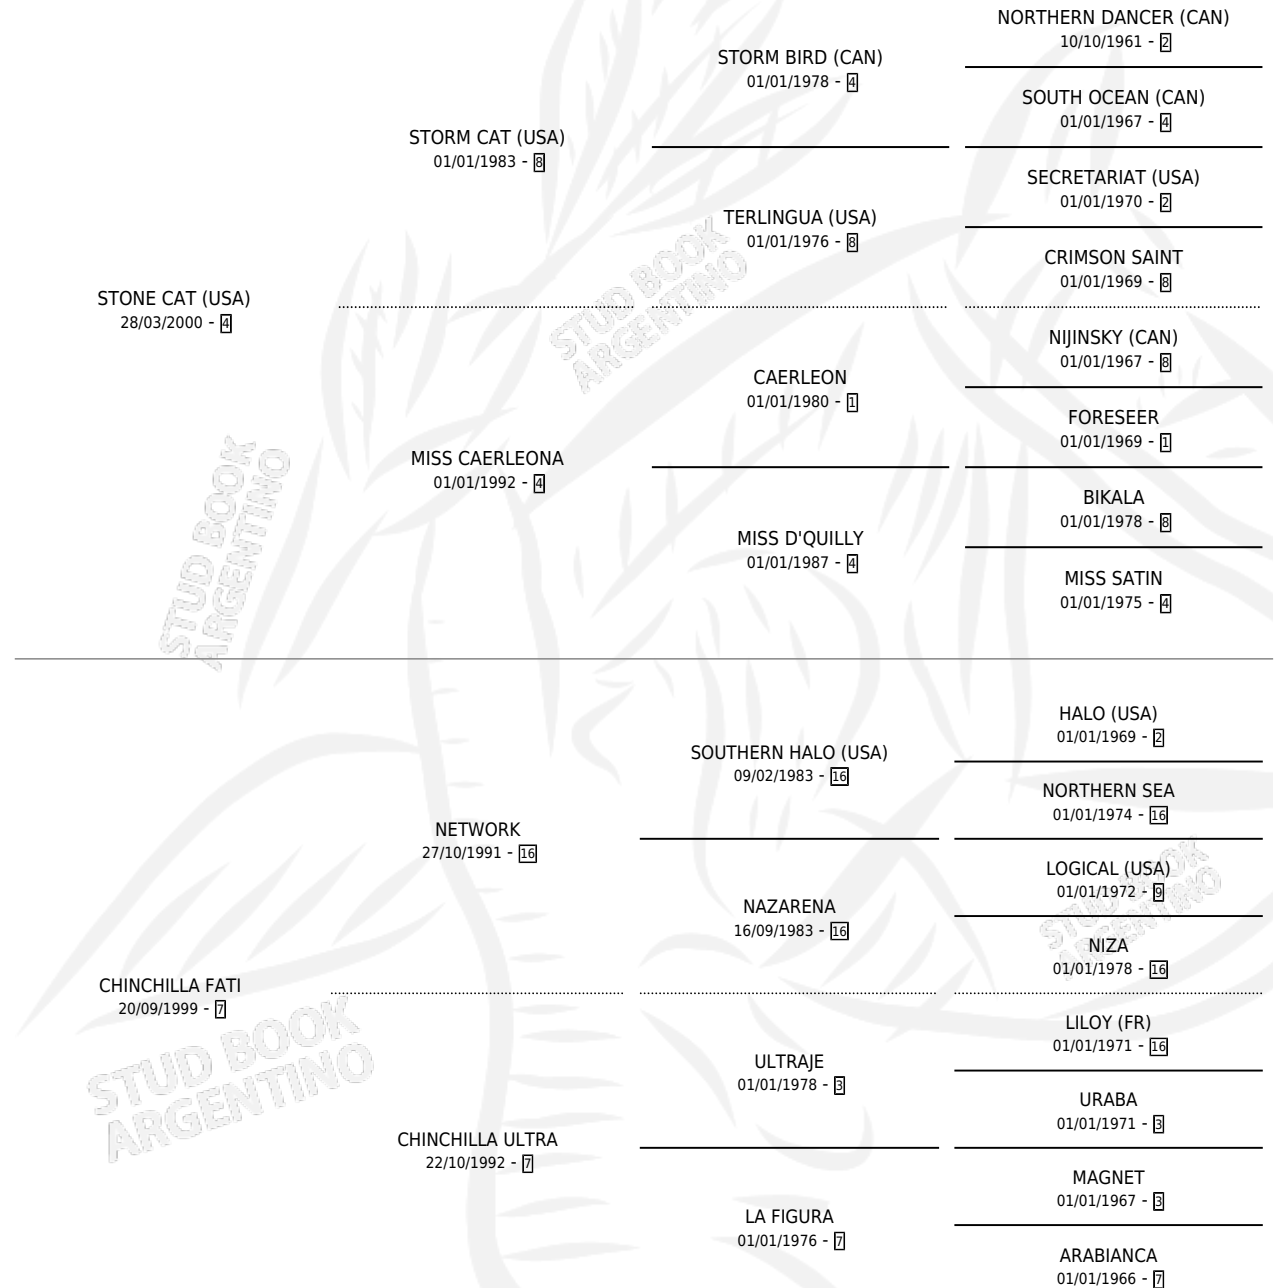 NORTHERN DANCER (CAN)
10/10/1961 - 2
STORM BIRD (CAN)
01/01/1978 - 4
SOUTH OCEAN (CAN)
01/01/1967 - 4
STORM CAT (USA)
01/01/1983 - 8
SECRETARIAT (USA)
01/01/1970 - 2
TERLINGUA (USA)
01/01/1976 - 8
CRIMSON SAINT
01/01/1969 - 8
STONE CAT (USA)
28/03/2000 - 4
NIJINSKY (CAN)
01/01/1967 - 8
CAERLEON
01/01/1980 - 1
FORESEER
01/01/1969 - 1
MISS CAERLEONA
01/01/1992 - 4
BIKALA
01/01/1978 - 8
MISS D'QUILLY
01/01/1987 - 4
MISS SATIN
01/01/1975 - 4
HALO (USA)
01/01/1969 - 2
SOUTHERN HALO (USA)
09/02/1983 - 16
NORTHERN SEA
01/01/1974 - 16
NETWORK
27/10/1991 - 16
LOGICAL (USA)
01/01/1972 - 9
NAZARENA
16/09/1983 - 16
NIZA
01/01/1978 - 16
CHINCHILLA FATI
20/09/1999 - 7
LILOY (FR)
01/01/1971 - 16
ULTRAJE
01/01/1978 - 3
URABA
01/01/1971 - 3
CHINCHILLA ULTRA
22/10/1992 - 7
MAGNET
01/01/1967 - 3
LA FIGURA
01/01/1976 - 7
ARABIANCA
01/01/1966 - 7
STUD BOOK
ARGENTINO
STUD BOOK
ARGENTINO
STUD BOOK
ARGENTINO
STUD BOOK
ARGENTINO